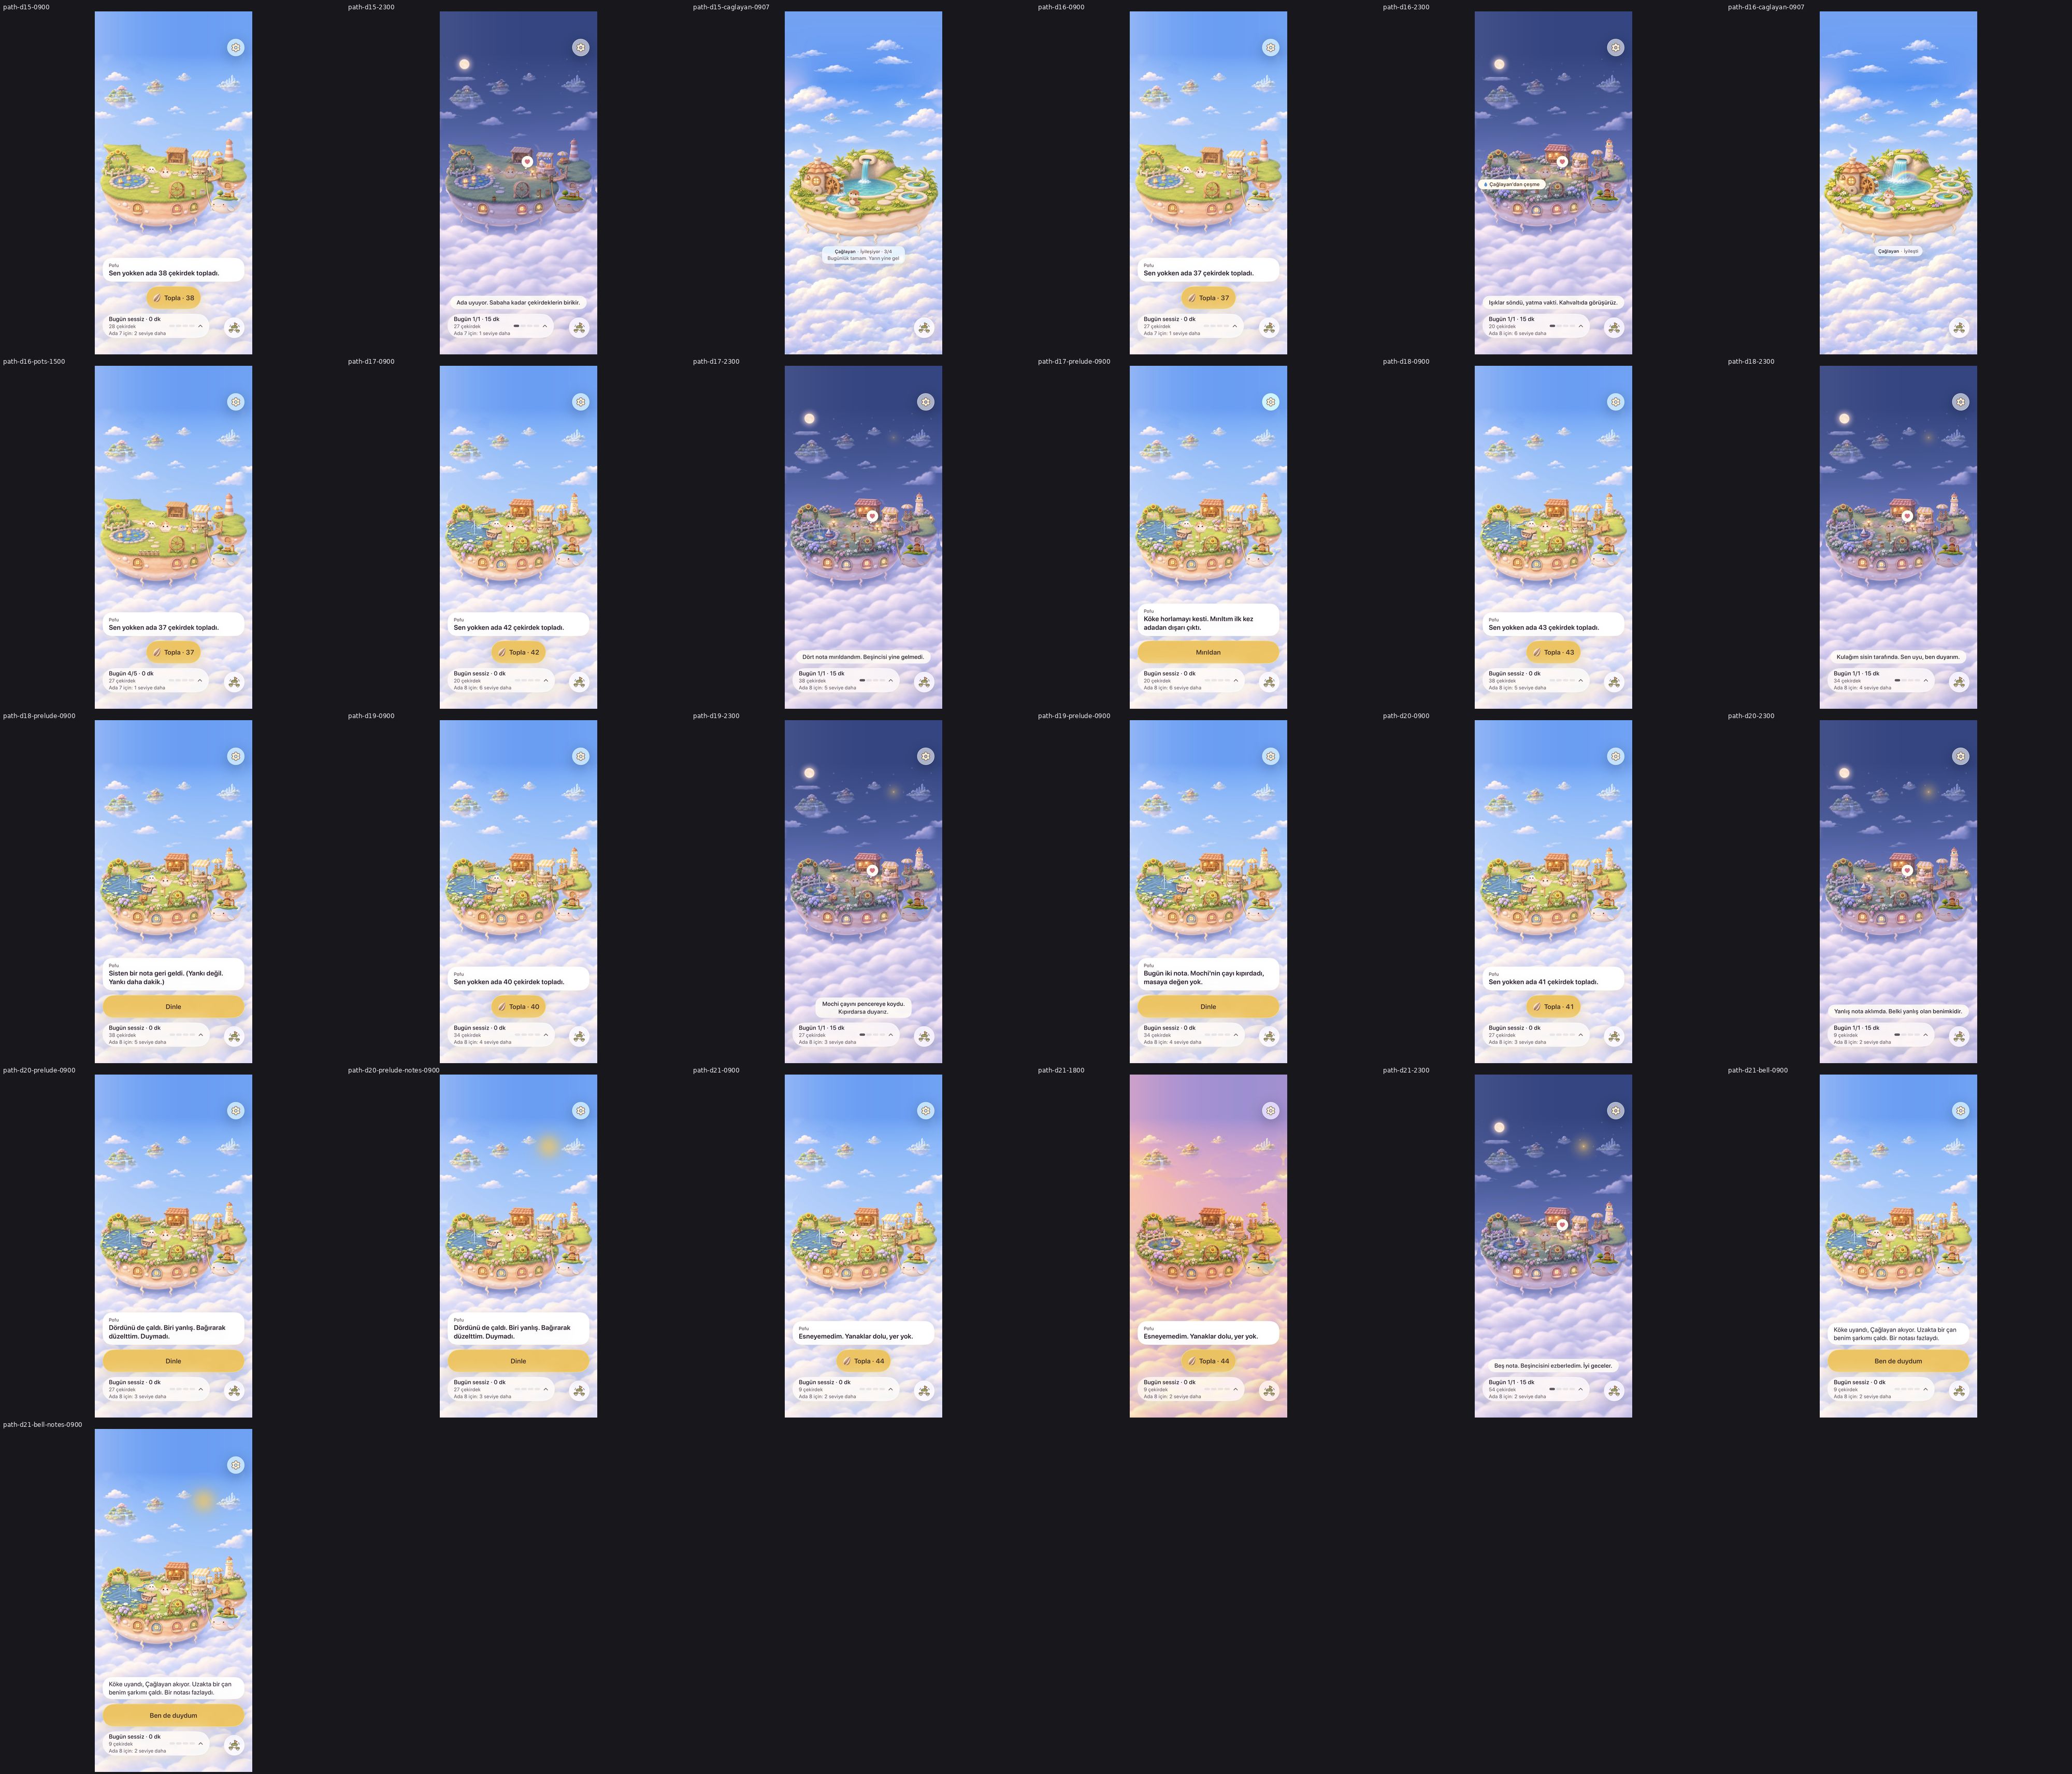 path-d15-0900
Pofu
Sen yokken ada 38 çekirdek topladı.
Topla · 38
Bugün sessiz · 0 dk
28 çekirdek
Ada 7 için: 2 seviye daha
path-d15-2300
Ada uyuyor. Sabaha kadar çekirdeklerin birikir.
Bugün 1/1 · 15 dk
27 çekirdek
Ada 7 için: 1 seviye daha
path-d15-caglayan-0907
Çağlayan · İyileşiyor · 5/4
Bugünlük tamam. Yarın yine gel
path-d16-0900
Pofu
Sen yokken ada 37 çekirdek topladı.
Topla · 37
Bugün sessiz · 0 dk
27 çekirdek
Ada 7 için: 1 seviye daha
path-d16-2300
Çağlayan'dan çeşme
Işıklar söndü, yatma vakti. Kahvaltıda görüşürüz.
Bugün 1/1 · 15 dk
20 çekirdek
Ada 8 için: 6 seviye daha
path-d16-caglayan-0907
Çağlayan · İyileşti
path-d16-pots-1500
Pofu
Sen yokken ada 37 çekirdek topladı.
Topla · 37
Bugün 4/5 · 0 dk
27 çekirdek
Ada 7 için: 1 seviye daha
path-d17-0900
Pofu
Sen yokken ada 42 çekirdek topladı.
Topla · 42
Bugün sessiz · 0 dk
20 çekirdek
Ada 8 için: 6 seviye daha
path-d17-2300
Dört nota mırıldandım. Beşincisi yine gelmedi.
Bugün 1/1 · 15 dk
38 çekirdek
Ada 8 için: 5 seviye daha
path-d17-prelude-0900
Pofu
Köke horlamayı kesti. Mırıltım ilk kez
adadan dışarı çıktı.
Mırıldan
Bugün sessiz · 0 dk
20 çekirdek
Ada 8 için: 6 seviye daha
path-d18-0900
Pofu
Sen yokken ada 43 çekirdek topladı.
Topla · 43
Bugün sessiz · 0 dk
38 çekirdek
Ada 8 için: 5 seviye daha
path-d18-2300
Kulağım sisin tarafında. Sen uyu, ben duyarım.
Bugün 1/1 · 15 dk
34 çekirdek
Ada 8 için: 4 seviye daha
path-d18-prelude-0900
Pofu
Sisten bir nota geri geldi. (Yankı değil.
Yankı daha dakik.)
Dinle
Bugün sessiz · 0 dk
38 çekirdek
Ada 8 için: 5 seviye daha
path-d19-0900
Pofu
Sen yokken ada 40 çekirdek topladı.
Topla · 40
Bugün sessiz · 0 dk
34 çekirdek
Ada 8 için: 4 seviye daha
path-d19-2300
Mochi çayını pencereye koydu.
Kıpırdarsa duyarız.
Bugün 1/1 · 15 dk
27 çekirdek
Ada 8 için: 3 seviye daha
path-d19-prelude-0900
Pofu
Bugün iki nota. Mochi'nin çayı kıpırdadı,
masaya değen yok.
Dinle
Bugün sessiz · 0 dk
34 çekirdek
Ada 8 için: 4 seviye daha
path-d20-0900
Pofu
Sen yokken ada 41 çekirdek topladı.
Topla · 41
Bugün sessiz · 0 dk
27 çekirdek
Ada 8 için: 3 seviye daha
path-d20-2300
Yanlış nota aklımda. Belki yanlış olan benimkidir.
Bugün 1/1 · 15 dk
9 çekirdek
Ada 8 için: 2 seviye daha
path-d20-prelude-0900
Pofu
Dördünü de çaldı. Biri yanlış. Bağırarak
düzelttim. Duymadı.
Dinle
Bugün sessiz · 0 dk
27 çekirdek
Ada 8 için: 3 seviye daha
path-d20-prelude-notes-0900
Pofu
Dördünü de çaldı. Biri yanlış. Bağırarak
düzelttim. Duymadı.
Dinle
Bugün sessiz · 0 dk
27 çekirdek
Ada 8 için: 3 seviye daha
path-d21-0900
Pofu
Esneyemedim. Yanaklar dolu, yer yok.
Topla · 44
Bugün sessiz · 0 dk
9 çekirdek
Ada 8 için: 2 seviye daha
path-d21-1800
Pofu
Esneyemedim. Yanaklar dolu, yer yok.
Topla · 44
Bugün sessiz · 0 dk
9 çekirdek
Ada 8 için: 2 seviye daha
path-d21-2300
Beş nota. Beşincisini ezberledim. İyi geceler.
Bugün 1/1 · 15 dk
54 çekirdek
Ada 8 için: 2 seviye daha
path-d21-bell-0900
Köke uyandı, Çağlayan akıyor. Uzakta bir çan
benim şarkımı çaldı. Bir notası fazlaydı.
Ben de duydum
Bugün sessiz · 0 dk
9 çekirdek
Ada 8 için: 2 seviye daha
path-d21-bell-notes-0900
Köke uyandı, Çağlayan akıyor. Uzakta bir çan
benim şarkımı çaldı. Bir notası fazlaydı.
Ben de duydum
Bugün sessiz · 0 dk
9 çekirdek
Ada 8 için: 2 seviye daha